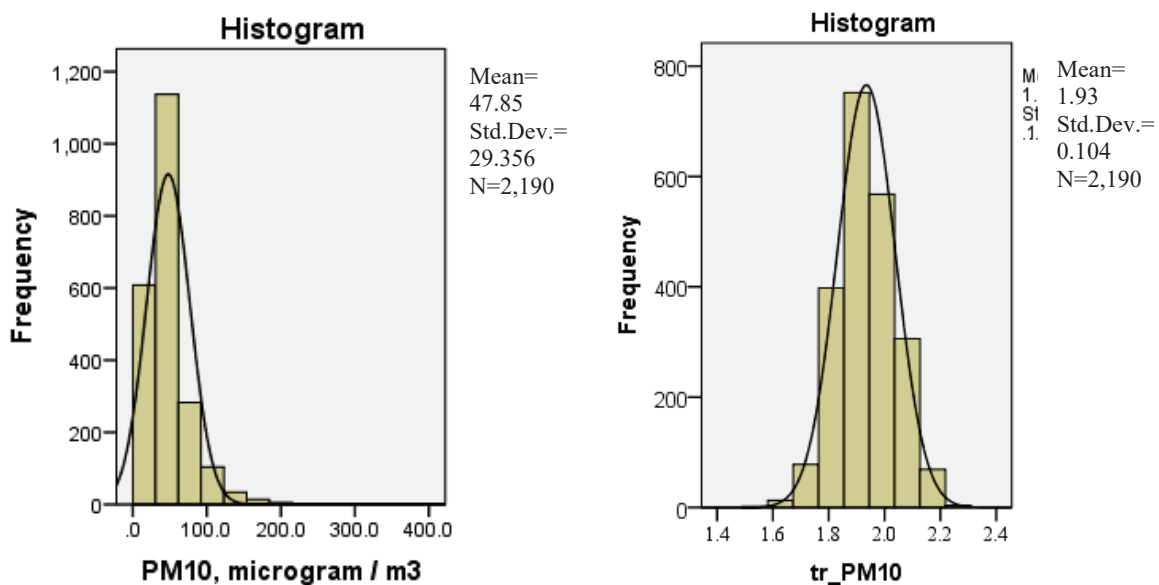 Histogram
1,200
1,000
800
600
400
200
0
.0 100.0 200.0 300.0 400.0
Frequency
PM10, microgram / m3
Mean=
47.85
Std.Dev.=
29.356
N=2,190
Histogram
800
600
400
200
0
1.4 1.6 1.8 2.0 2.2 2.4
Frequency
tr_PM10
Mean=
1.93
Std.Dev.=
0.104
N=2,190